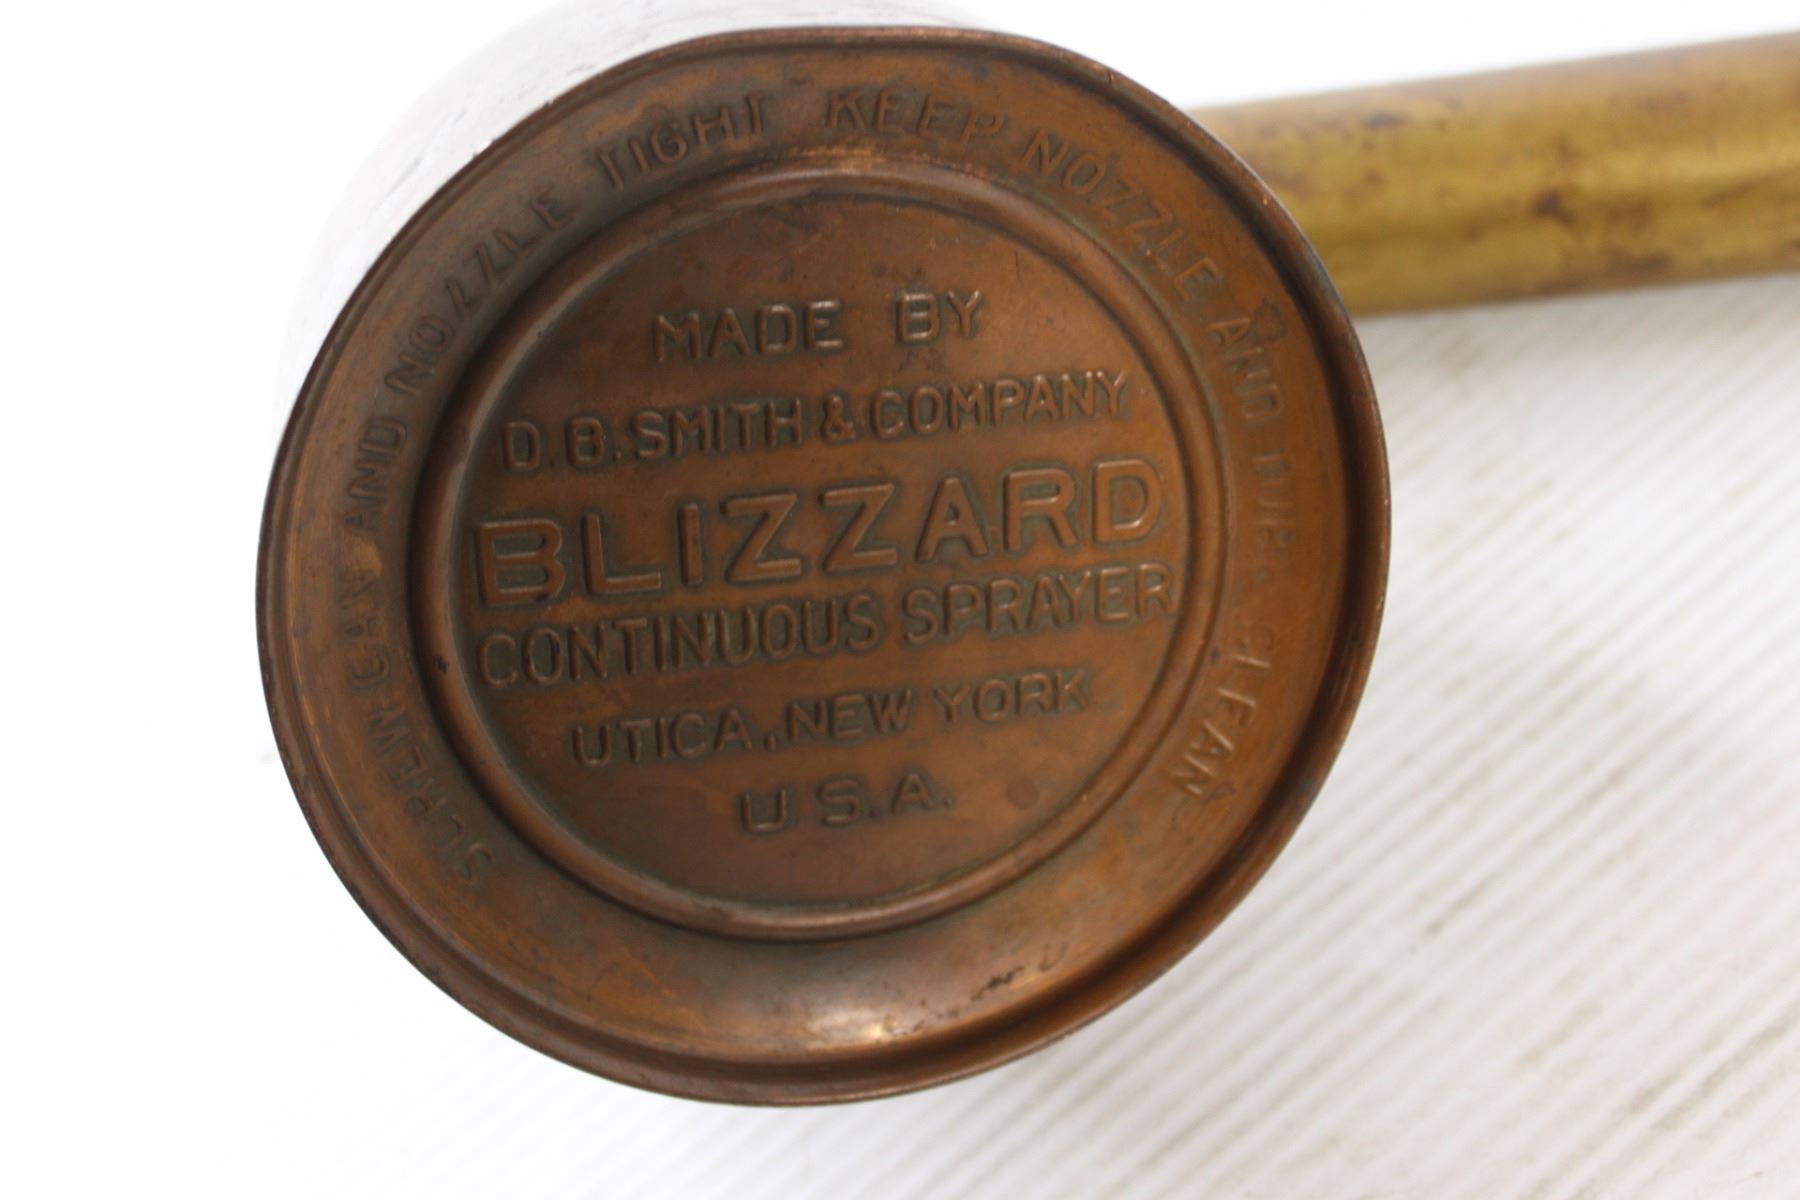 SCREW CAN AND NOZZLE TIGHT KEEP NOZZLE AND TUBE CLEAN
MADE BY
D.B. SMITH & COMPANY
BLIZZARD
CONTINUOUS SPRAYER
UTICA, NEW YORK
U.S.A.